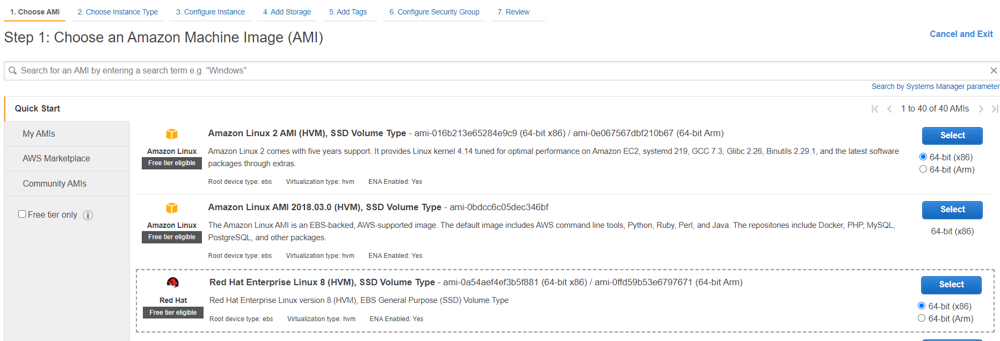 1. Choose AMI 2. Choose Instance Type 3. Configure Instance 4. Add Storage 5. Add Tags 6. Configure Security Group 7. Review
Step 1: Choose an Amazon Machine Image (AMI)
Cancel and Exit
Search for an AMI by entering a search term e.g. "Windows"
Search by Systems Manager parameter
Quick Start
1 to 40 of 40 AMIs
My AMIs
AWS Marketplace
Community AMIs
Free tier only
Amazon Linux
Free tier eligible
Amazon Linux 2 AMI (HVM), SSD Volume Type - ami-016b213e65284e9c9 (64-bit x86) / ami-0e067567dbf210b67 (64-bit Arm)
Amazon Linux 2 comes with five years support. It provides Linux kernel 4.14 tuned for optimal performance on Amazon EC2, systemd 219, GCC 7.3, Glibc 2.26, Binutils 2.29.1, and the latest software
packages through extras.
Root device type: ebs Virtualization type: hvm ENA Enabled: Yes
Select
64-bit (x86)
64-bit (Arm)
Amazon Linux
Free tier eligible
Amazon Linux AMI 2018.03.0 (HVM), SSD Volume Type - ami-0bdcc6c05dec346bf
The Amazon Linux AMI is an EBS-backed, AWS-supported image. The default image includes AWS command line tools, Python, Ruby, Perl, and Java. The repositories include Docker, PHP, MySQL,
PostgreSQL, and other packages.
Root device type: ebs Virtualization type: hvm ENA Enabled: Yes
Select
64-bit (x86)
Red Hat
Free tier eligible
Red Hat Enterprise Linux 8 (HVM), SSD Volume Type - ami-0a54aef4ef3b5f881 (64-bit x86) / ami-0ffd59b53e6797671 (64-bit Arm)
Red Hat Enterprise Linux version 8 (HVM), EBS General Purpose (SSD) Volume Type
Root device type: ebs Virtualization type: hvm ENA Enabled: Yes
Select
64-bit (x86)
64-bit (Arm)